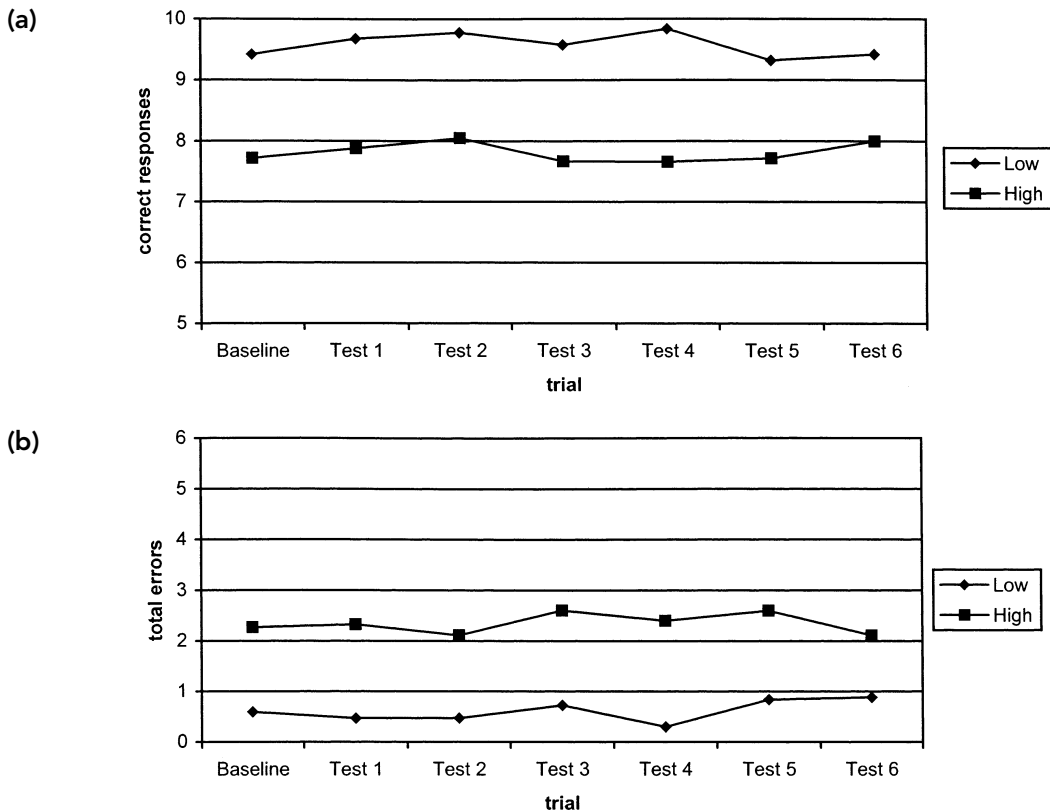 (a)
10
9
8
7
6
5
correct responses
Baseline Test 1 Test 2 Test 3 Test 4 Test 5 Test 6
trial
Low
High
(b)
6
5
4
3
2
1
0
total errors
Baseline Test 1 Test 2 Test 3 Test 4 Test 5 Test 6
trial
Low
High